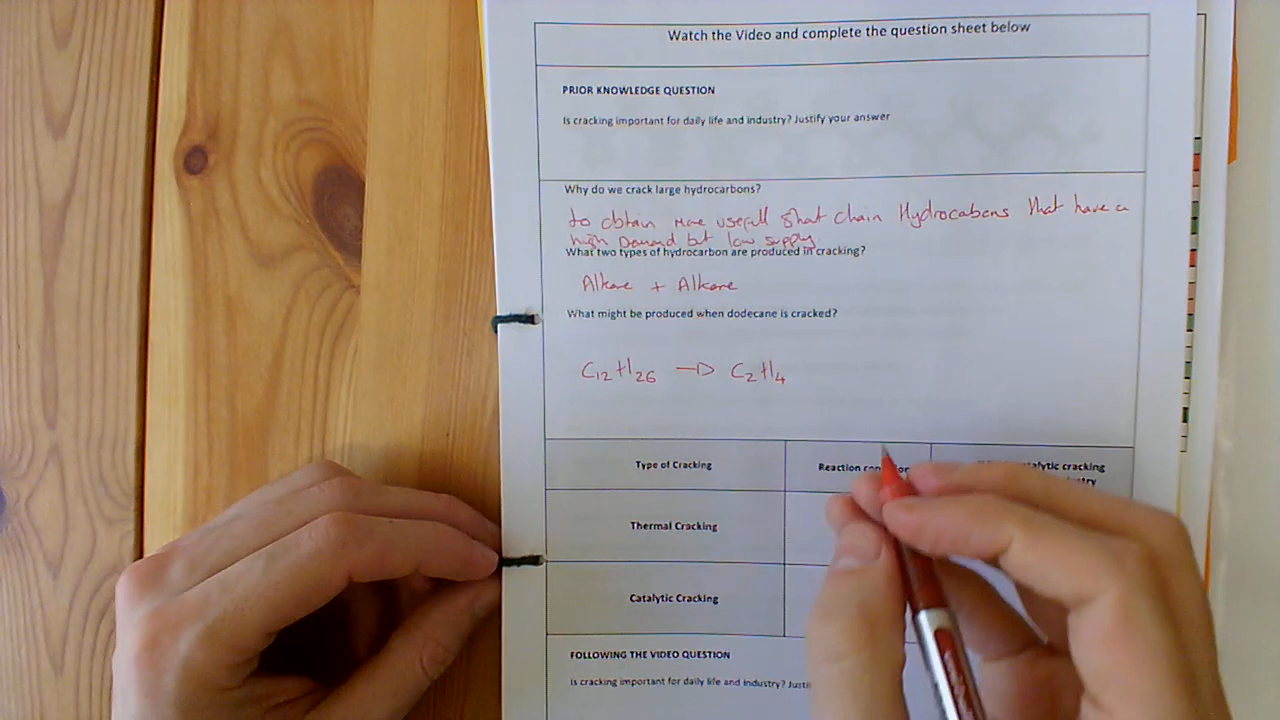 Watch the Video and complete the question sheet below
PRIOR KNOWLEDGE QUESTION
Is cracking important for daily life and industry? Justify your answer
Why do we crack large hydrocarbons?
to obtain more usefull Shot chain Hydrocabons that have a
high Demand but low supply
What two types of hydrocarbon are produced in cracking?
Alkane + Alkene
What might be produced when dodecane is cracked?
C₁₂H₂₆ → C₂H₄
Type of Cracking
Reaction
cracking
Thermal Cracking
Catalytic Cracking
FOLLOWING THE VIDEO QUESTION
Is cracking important for daily life and industry?